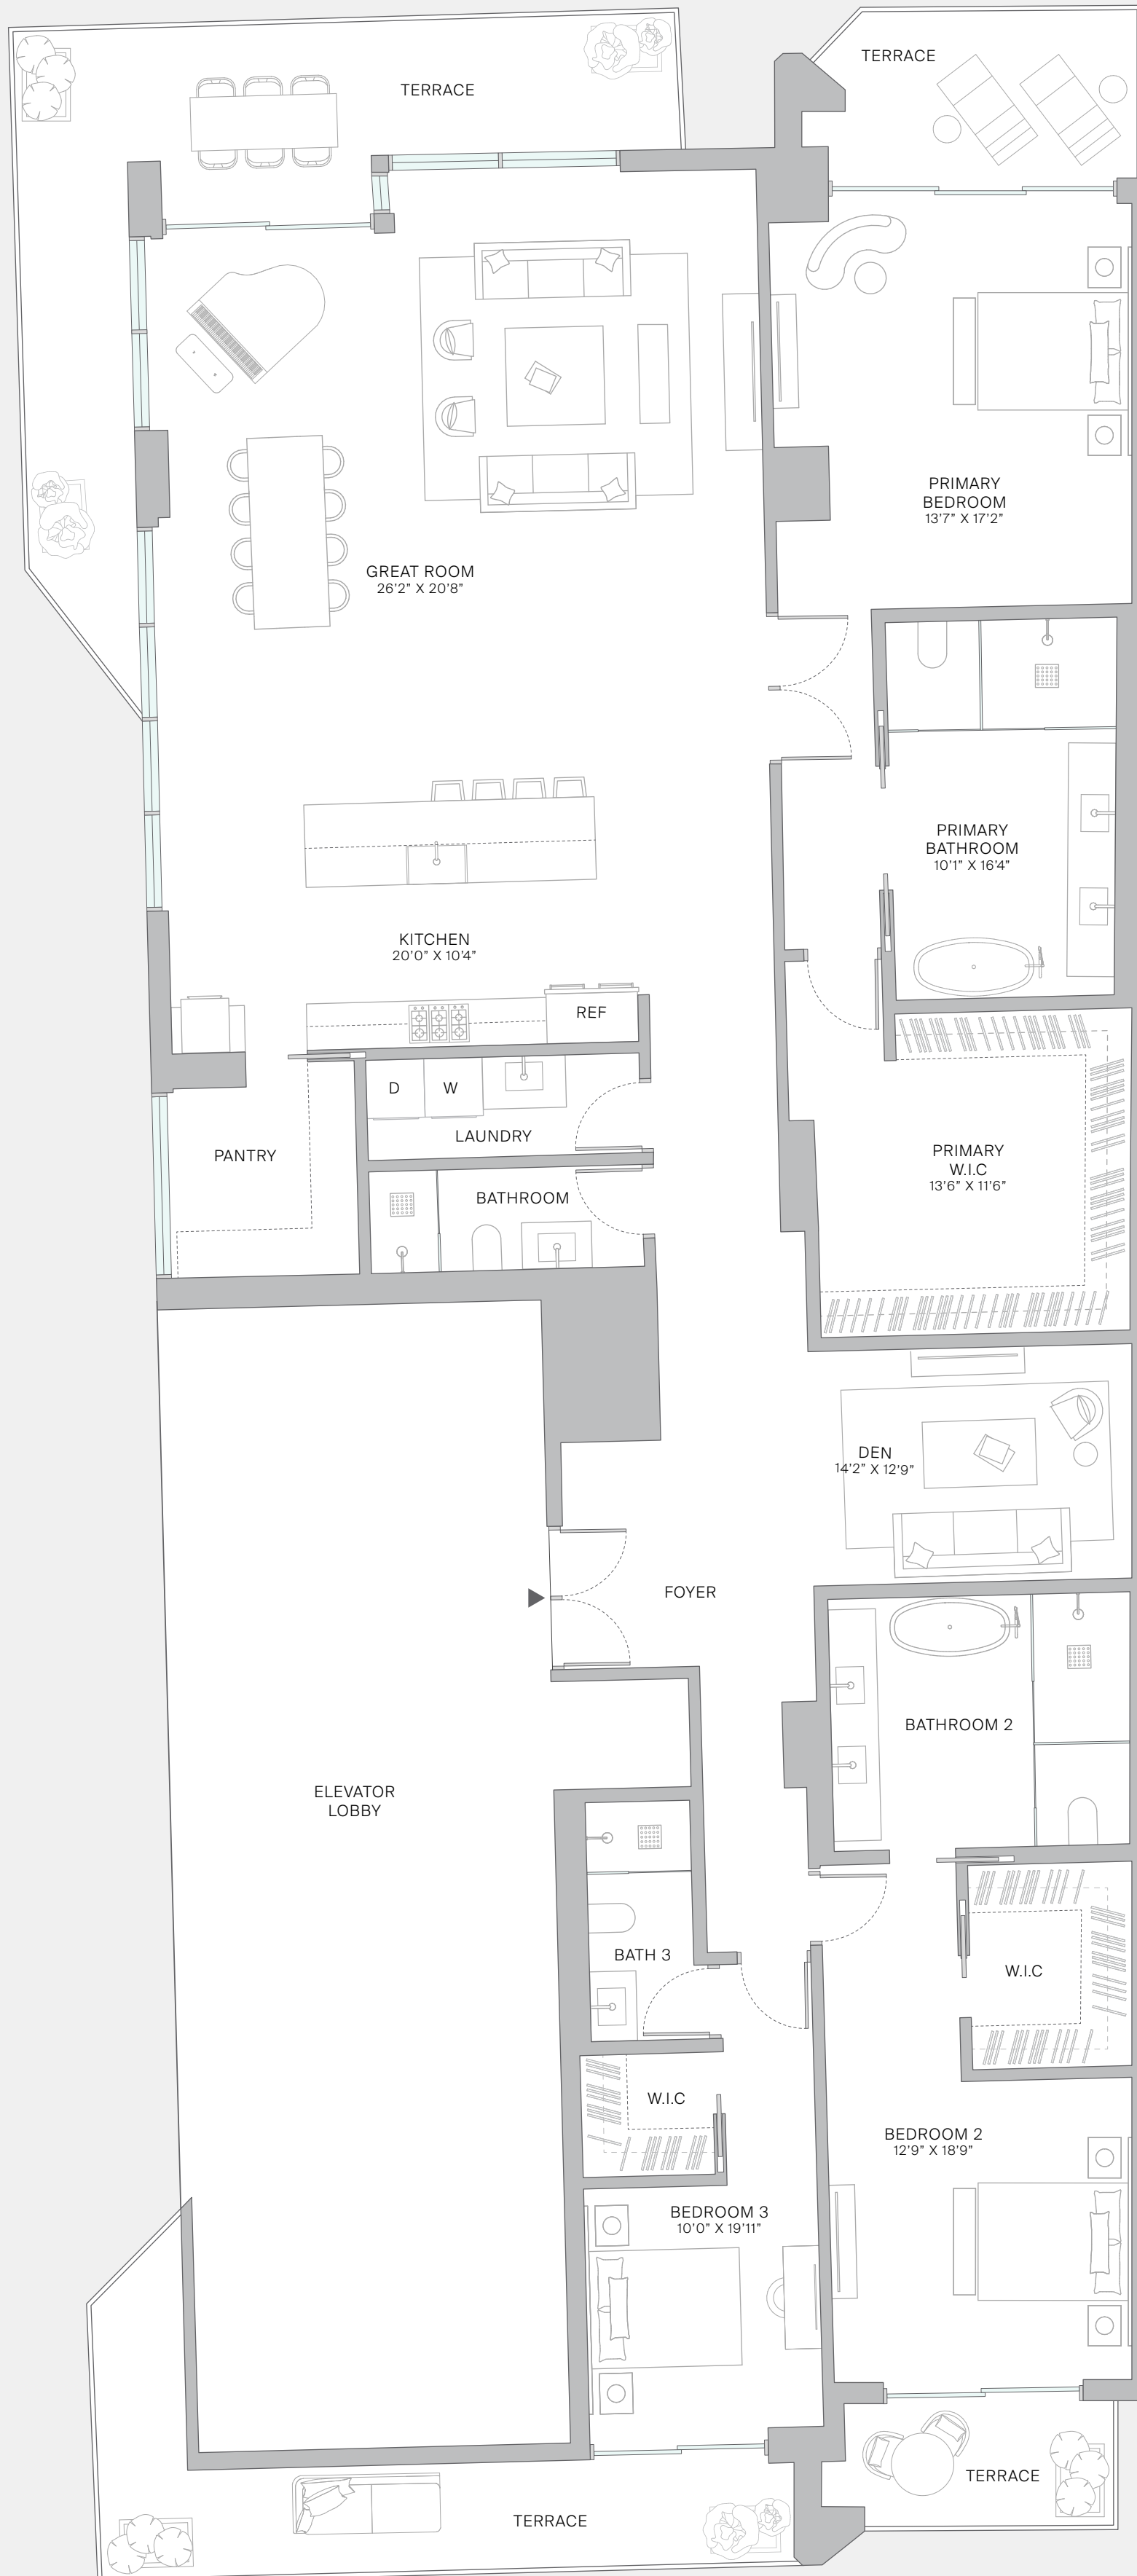 TERRACE
TERRACE
PRIMARY
BEDROOM
13'7" X 17'2"
GREAT ROOM
26'2" X 20'8"
PRIMARY
BATHROOM
10'1" X 16'4"
KITCHEN
20'0" X 10'4"
REF
D
W
LAUNDRY
PANTRY
PRIMARY
W.I.C
13'6" X 11'6"
BATHROOM
DEN
14'2" X 12'9"
FOYER
BATHROOM 2
ELEVATOR
LOBBY
BATH 3
W.I.C
W.I.C
BEDROOM 2
12'9" X 18'9"
BEDROOM 3
10'0" X 19'11"
TERRACE
TERRACE